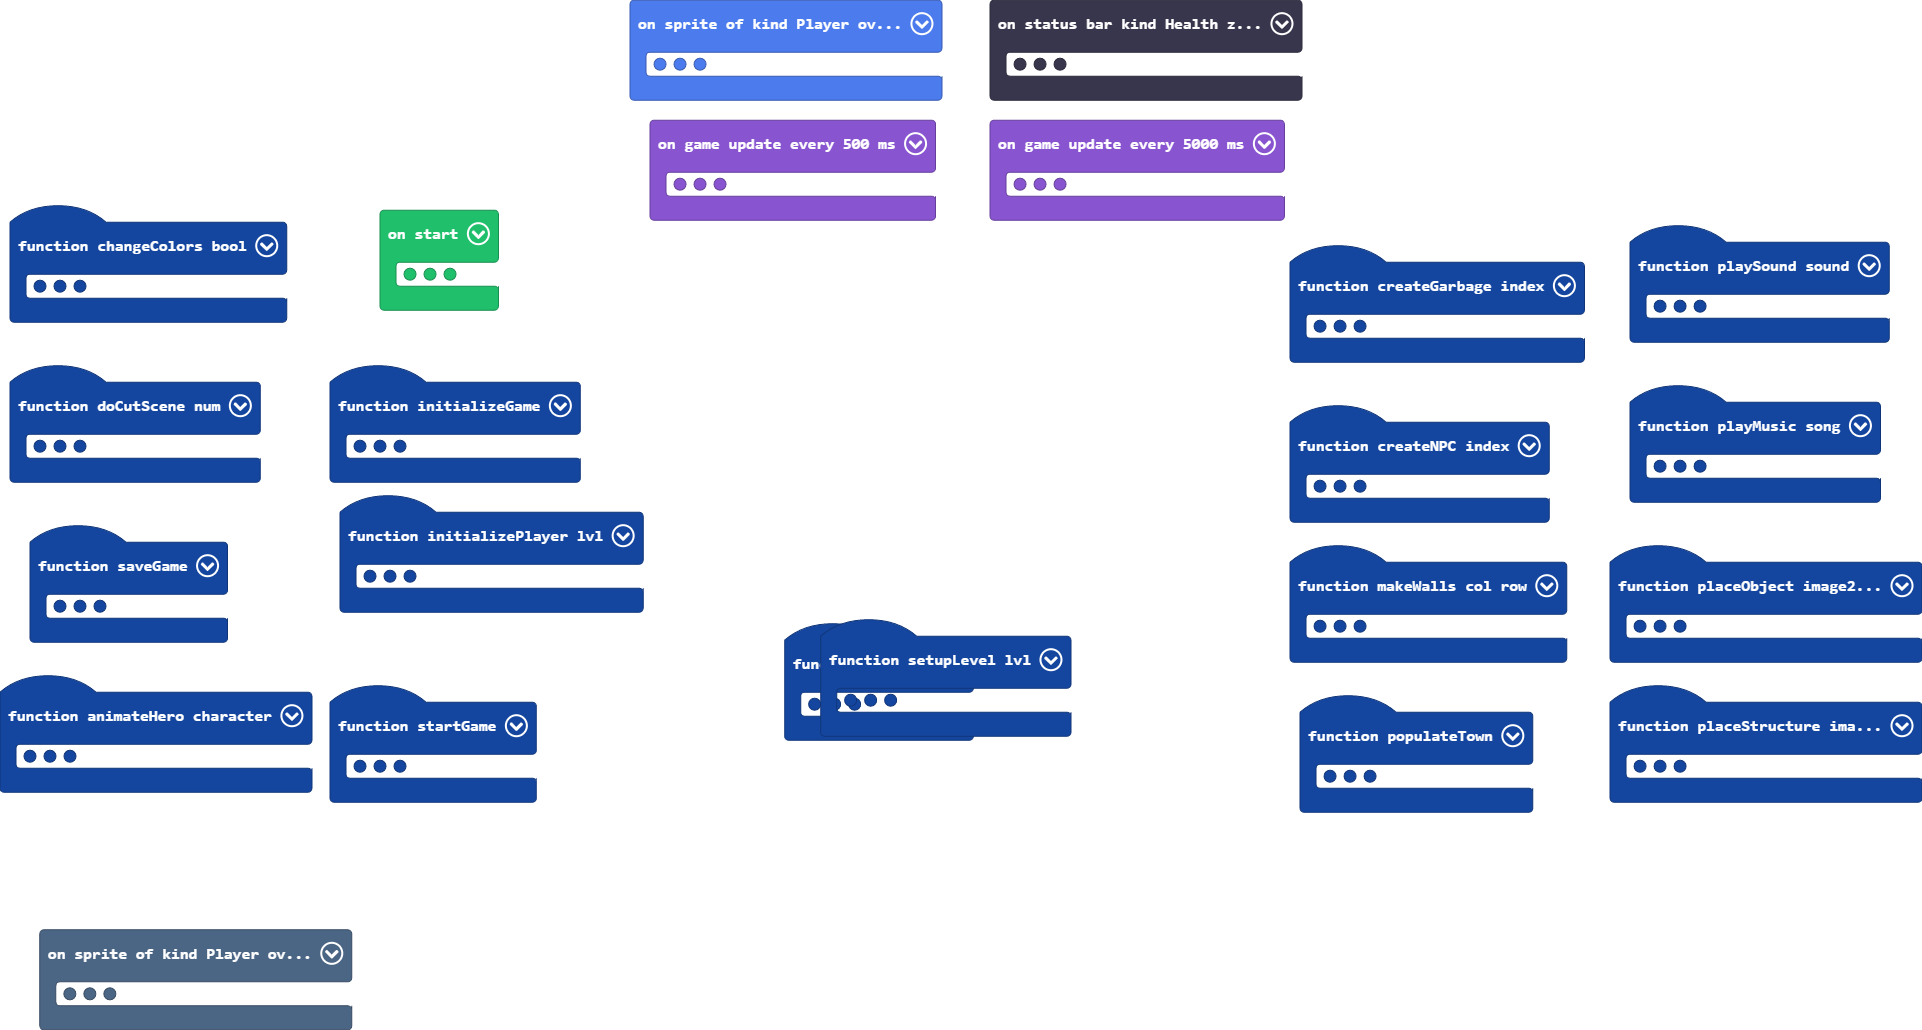 on sprite of kind Player ov...
on status bar kind Health z...
on game update every 500 ms
on game update every 5000 ms
function changeColors bool
on start
function createGarbage index
function playSound sound
function doCutScene num
function initializeGame
function createNPC index
function playMusic song
function saveGame
function initializePlayer lvl
function makeWalls col row
function placeObject image2...
function setupLevel lvl
function animateHero character
function startGame
function populateTown
function placeStructure ima...
on sprite of kind Player ov...